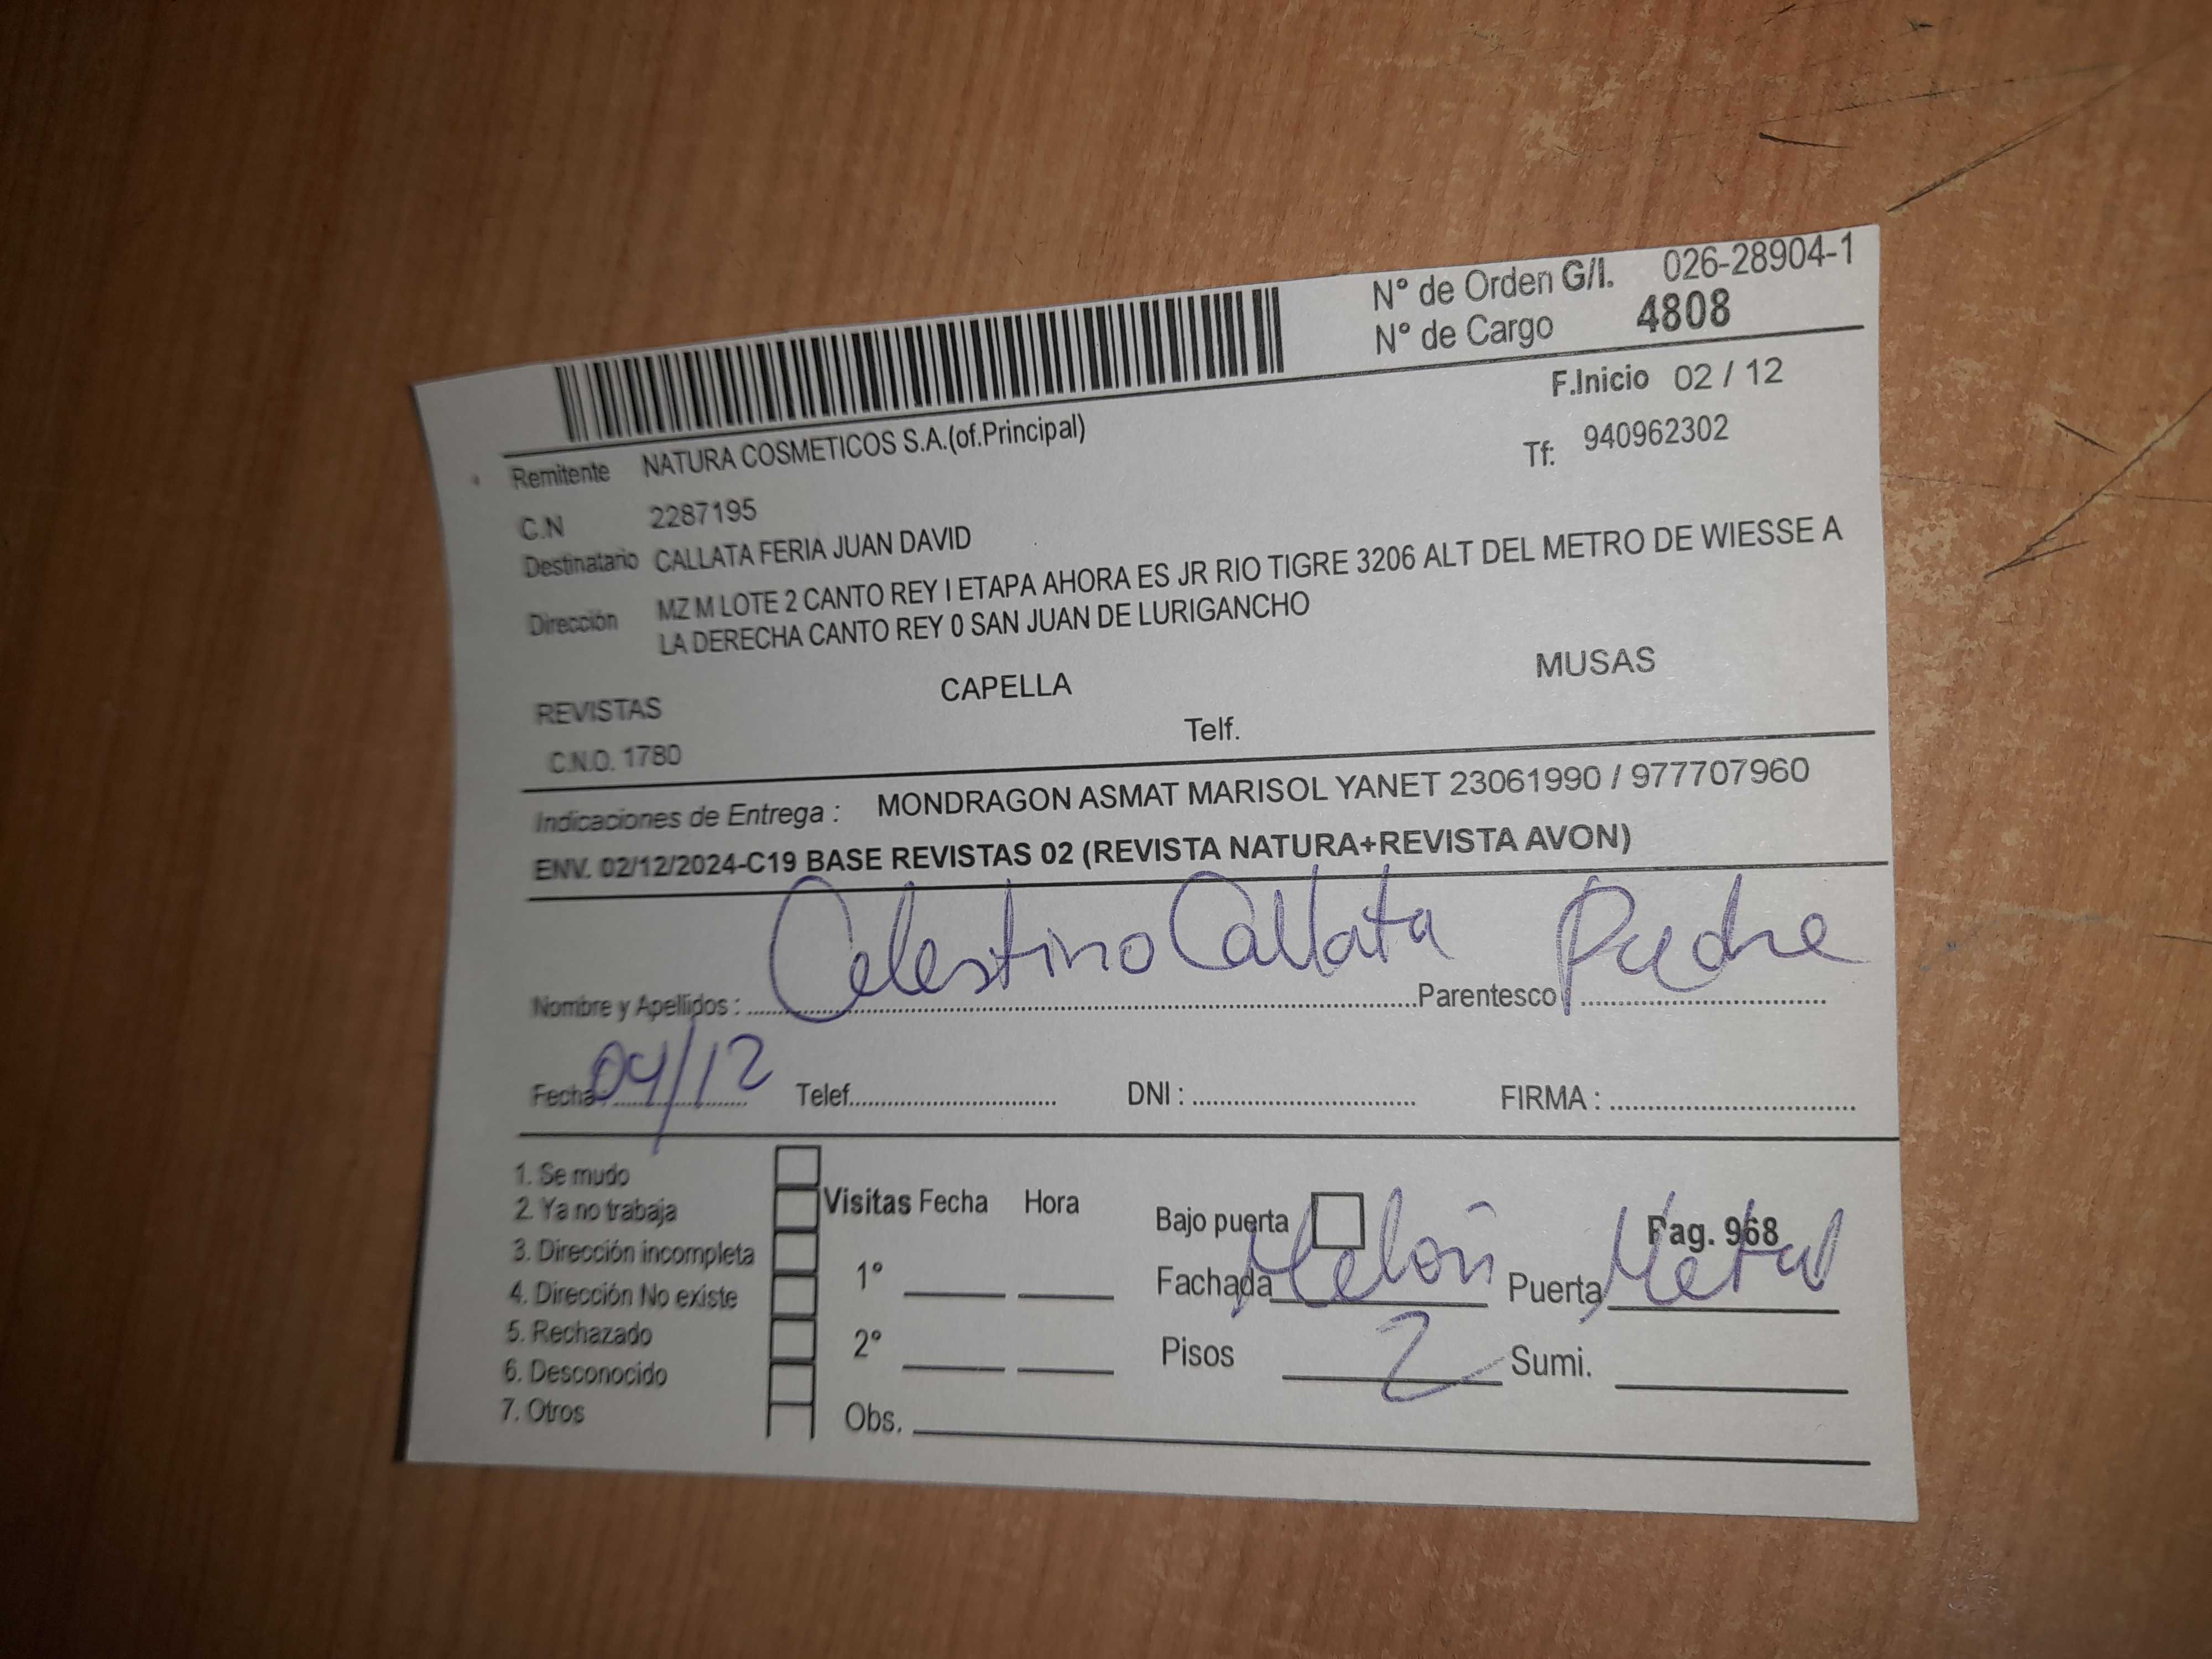 N° de Orden G/I. 026-28904-1
N° de Cargo 4808
F.Inicio 02 / 12
Remitente NATURA COSMETICOS S.A.(of.Principal)
Tf: 940962302
C.N 2287195
Destinatario CALLATA FERIA JUAN DAVID
Dirección MZ M LOTE 2 CANTO REY I ETAPA AHORA ES JR RIO TIGRE 3206 ALT DEL METRO DE WIESSE A
LA DERECHA CANTO REY 0 SAN JUAN DE LURIGANCHO
REVISTAS CAPELLA MUSAS
C.N.O. 1780 Telf.
Indicaciones de Entrega : MONDRAGON ASMAT MARISOL YANET 23061990 / 977707960
ENV. 02/12/2024-C19 BASE REVISTAS 02 (REVISTA NATURA+REVISTA AVON)
Nombre y Apellidos : Celestino Callata Parentesco : Padre
Fecha : 04/12 Telef. DNI : FIRMA :
1. Se mudo
2. Ya no trabaja Visitas Fecha Hora Bajo puerta Pag. 968
3. Dirección incompleta
4. Dirección No existe 1° Fachada Melón Puerta Metal
5. Rechazado
6. Desconocido 2° Pisos 2 Sumi.
7. Otros Obs.